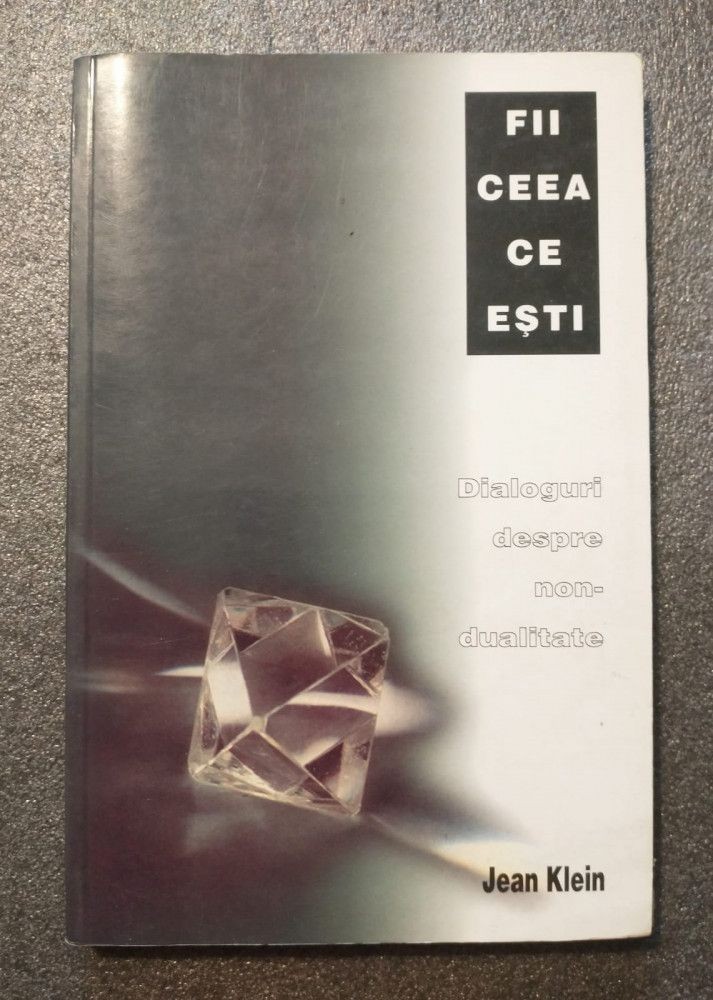 FII
CEEA
CE
EŞTI
Dialoguri
despre
non-
dualitate
Jean Klein